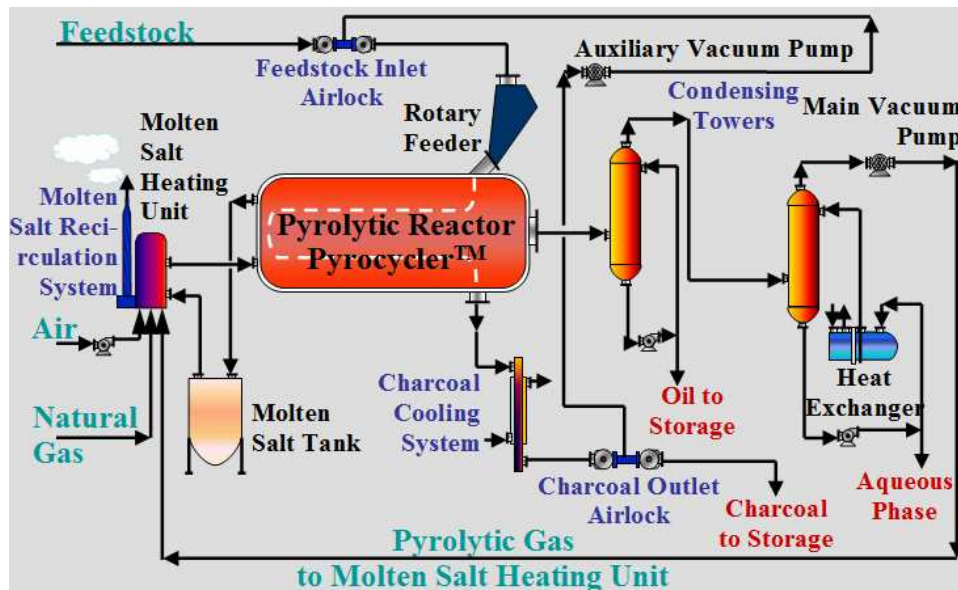 Feedstock
Feedstock Inlet
Airlock
Auxiliary Vacuum Pump
Condensing
Towers
Main Vacuum
Pump
Rotary
Feeder
Molten
Salt
Heating
Unit
Molten
Salt Reci-
rculation
System
Pyrolytic Reactor
Pyrocycler™
Air
Natural
Gas
Molten
Salt Tank
Charcoal
Cooling
System
Oil to
Storage
Heat
Exchanger
Charcoal Outlet
Airlock
Charcoal
to Storage
Aqueous
Phase
Pyrolytic Gas
to Molten Salt Heating Unit